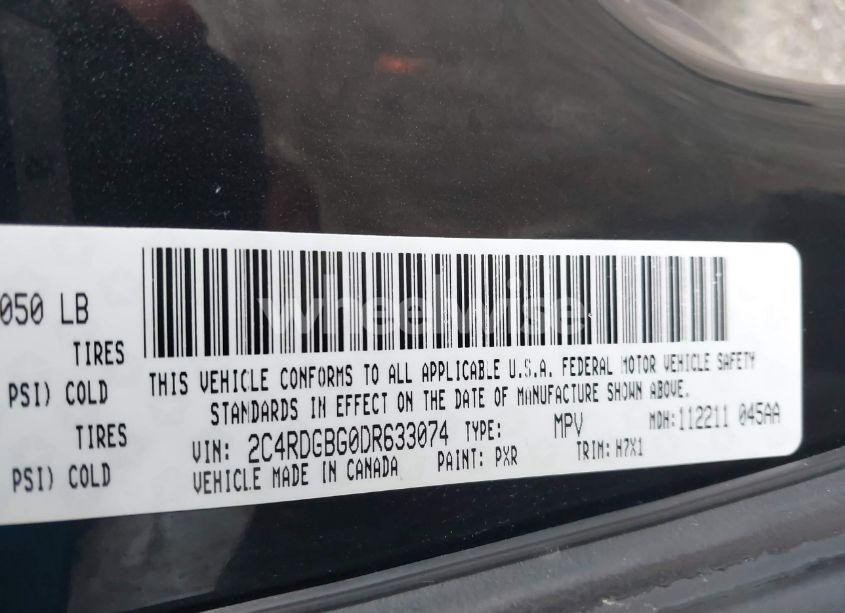 050 LB
TIRES
PSI) COLD
TIRES
PSI) COLD
wheelwise
THIS VEHICLE CONFORMS TO ALL APPLICABLE U.S.A. FEDERAL MOTOR VEHICLE SAFETY
STANDARDS IN EFFECT ON THE DATE OF MANUFACTURE SHOWN ABOVE.
VIN: 2C4RDGBG0DR633074 TYPE: MPV MDH: 112211 045AA
VEHICLE MADE IN CANADA PAINT: PXR TRIM: H7X1